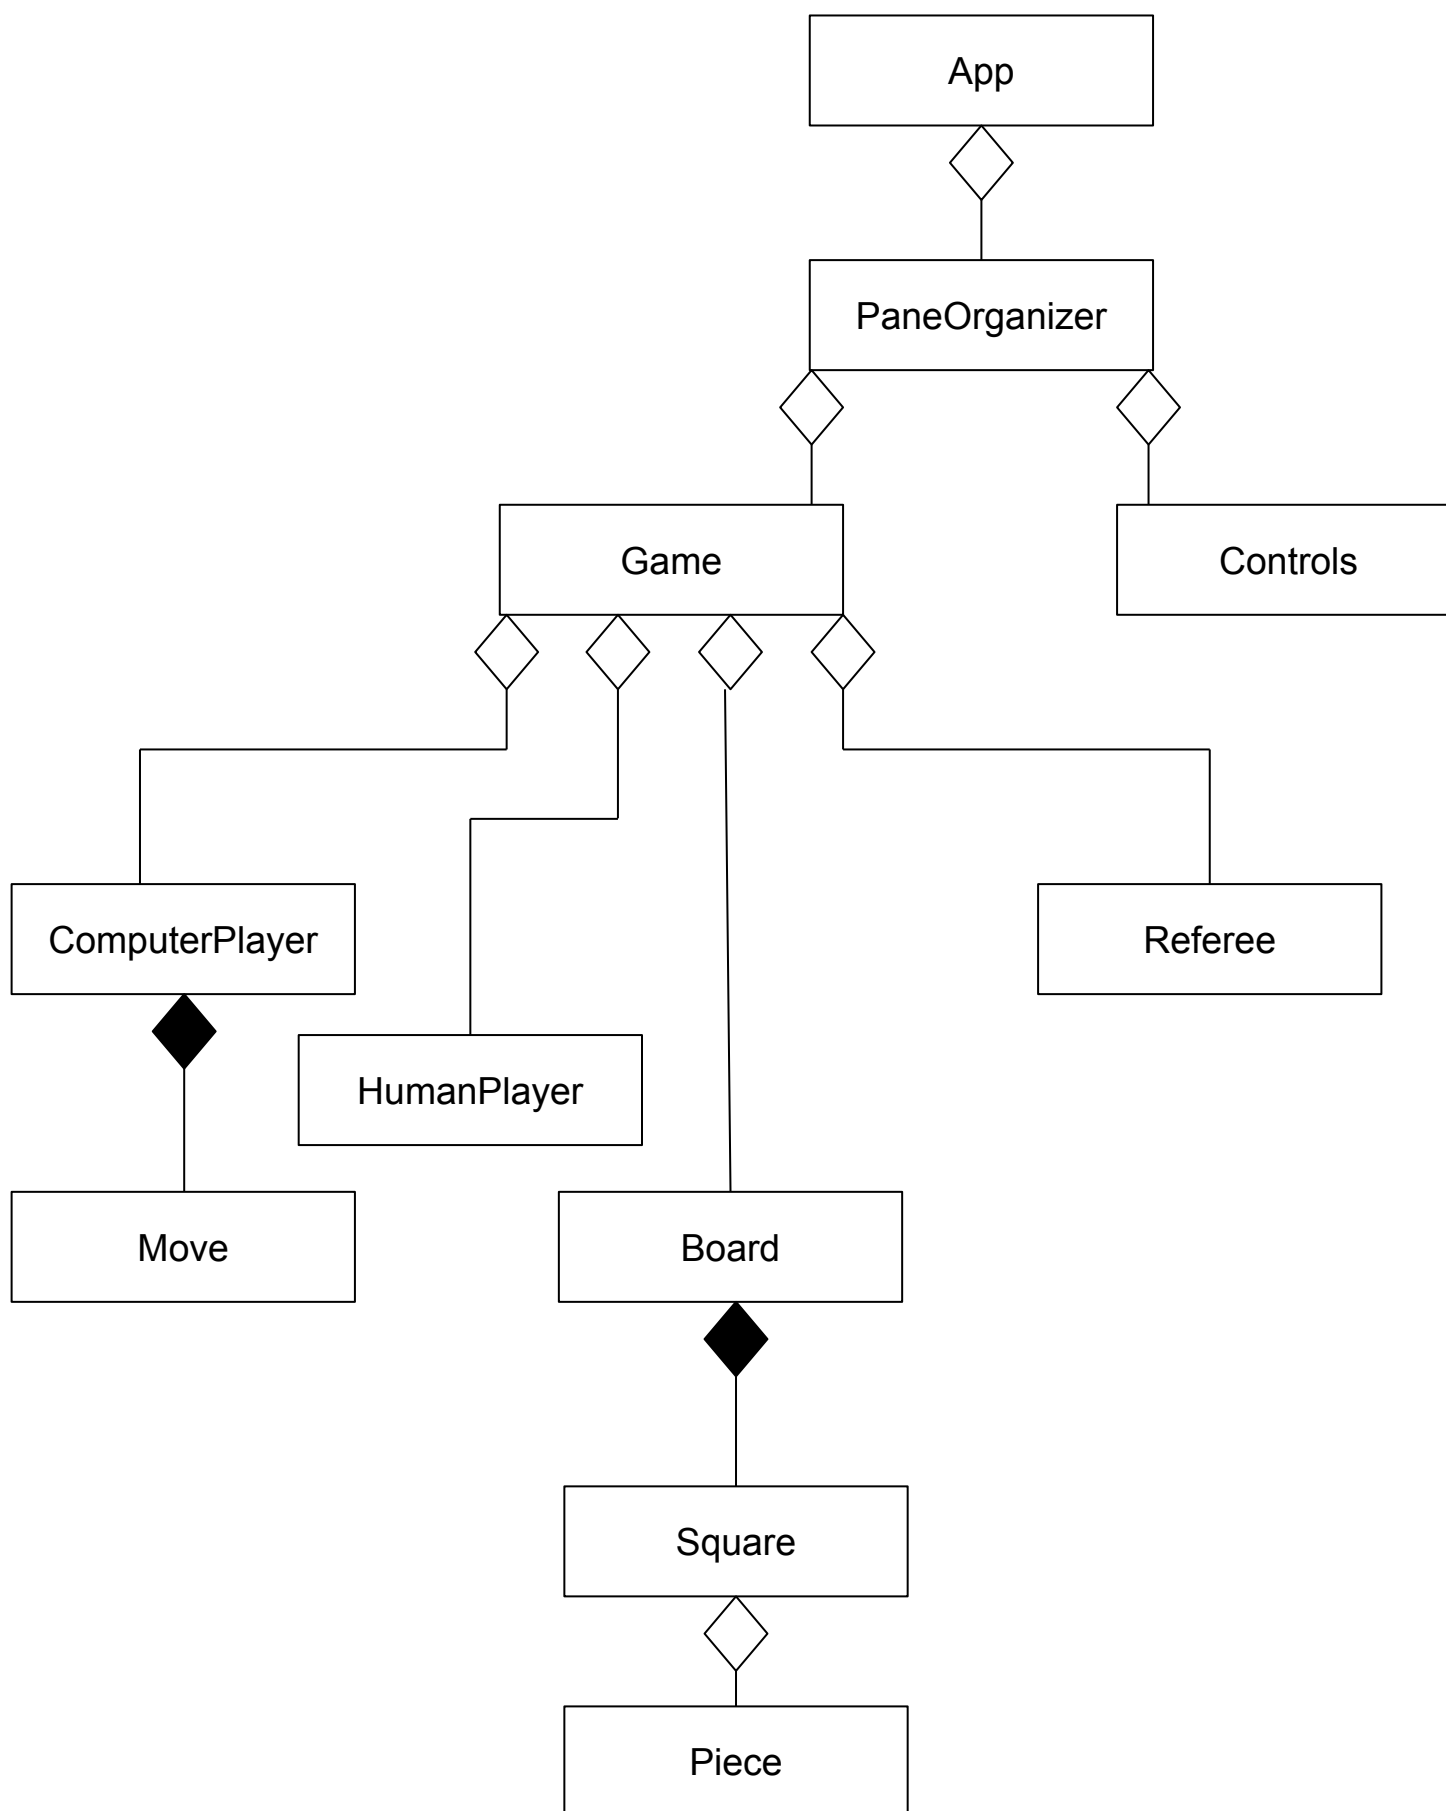 App
PaneOrganizer
Game
Controls
ComputerPlayer
Referee
HumanPlayer
Move
Board
Square
Piece